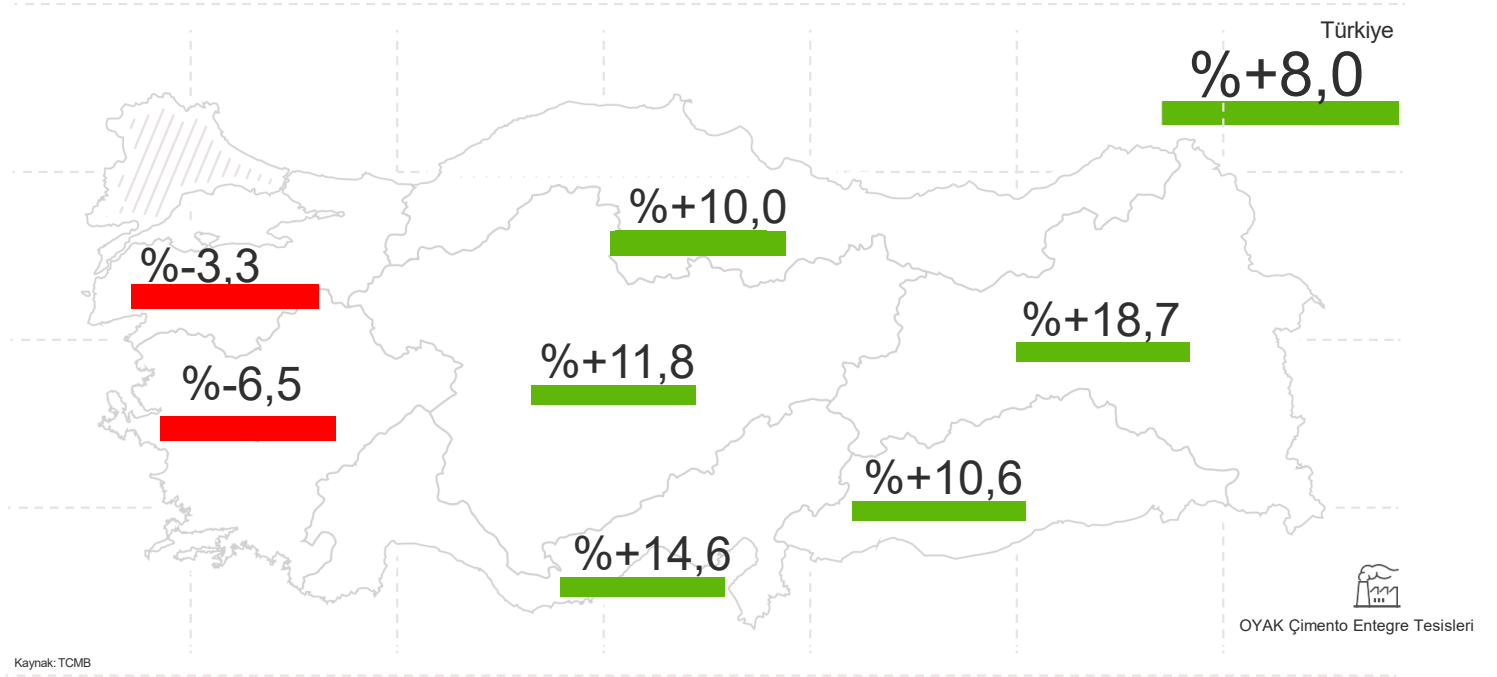 Türkiye
%+8,0
%+10,0
%-3,3
%+18,7
%+11,8
%-6,5
%+10,6
%+14,6
OYAK Çimento Entegre Tesisleri
Kaynak: TCMB